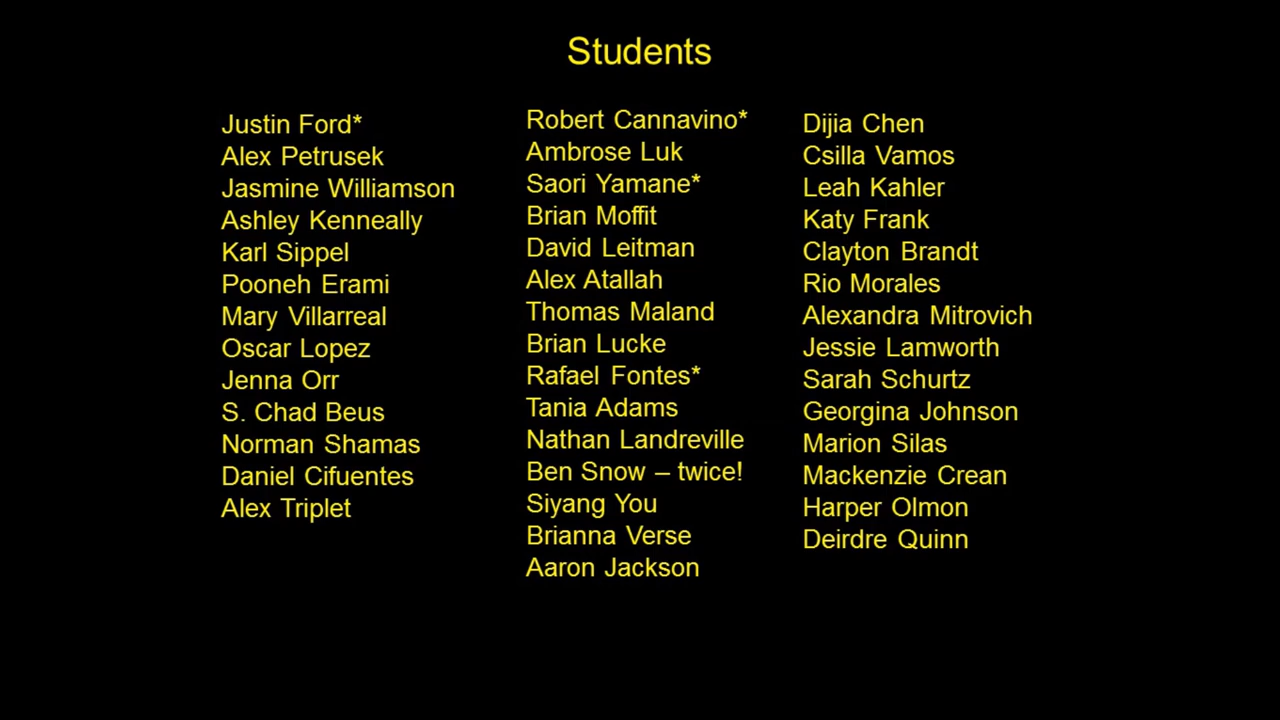 Students
Justin Ford*
Alex Petrusek
Jasmine Williamson
Ashley Kenneally
Karl Sippel
Pooneh Erami
Mary Villarreal
Oscar Lopez
Jenna Orr
S. Chad Beus
Norman Shamas
Daniel Cifuentes
Alex Triplet
Robert Cannavino*
Ambrose Luk
Saori Yamane*
Brian Moffit
David Leitman
Alex Atallah
Thomas Maland
Brian Lucke
Rafael Fontes*
Tania Adams
Nathan Landreville
Ben Snow – twice!
Siyang You
Brianna Verse
Aaron Jackson
Dijia Chen
Csilla Vamos
Leah Kahler
Katy Frank
Clayton Brandt
Rio Morales
Alexandra Mitrovich
Jessie Lamworth
Sarah Schurtz
Georgina Johnson
Marion Silas
Mackenzie Crean
Harper Olmon
Deirdre Quinn